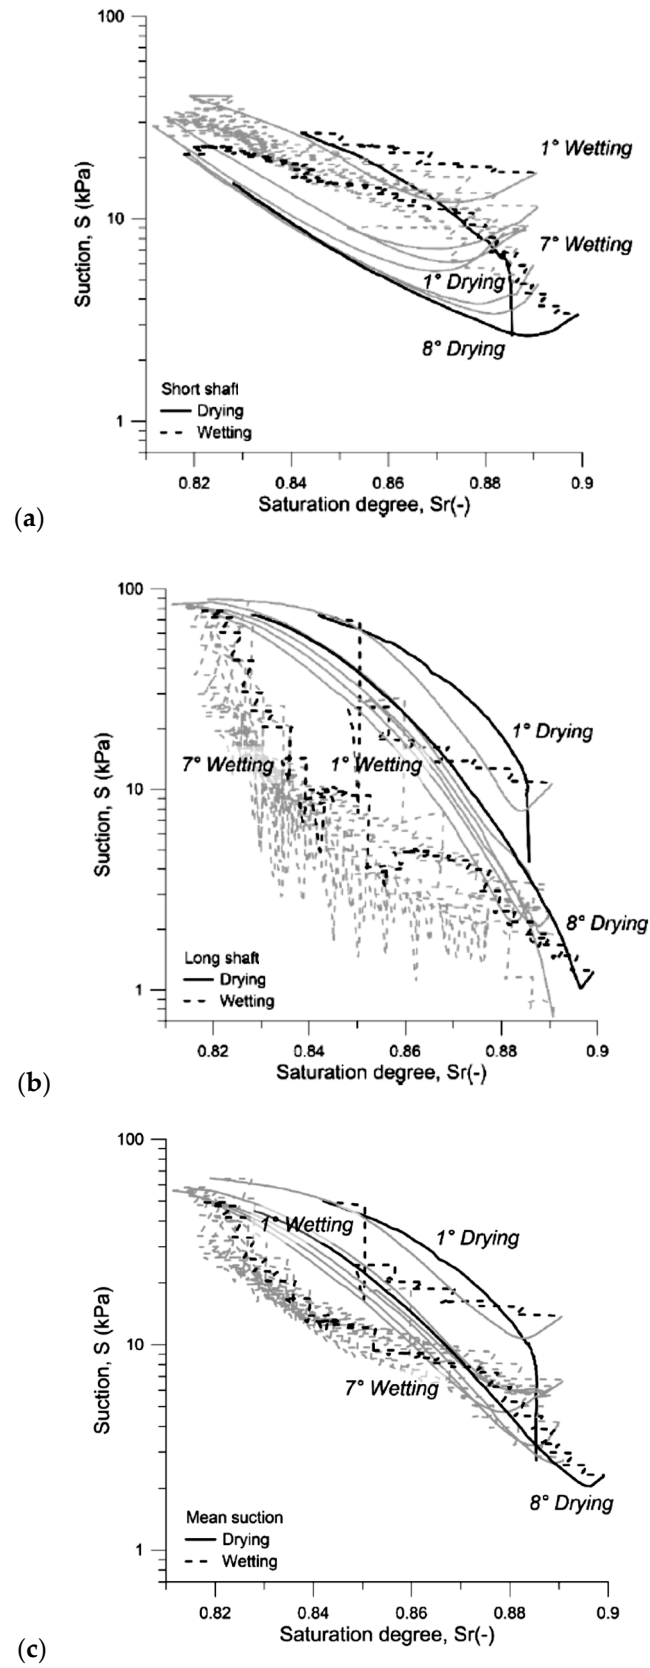 100
10
1
Suction, S (kPa)
1° Wetting
7° Wetting
1° Drying
8° Drying
Short shaft
Drying
Wetting
0.82 0.84 0.86 0.88 0.9
Saturation degree, Sr(-)
(a)
100
10
1
Suction, S (kPa)
1° Drying
7° Wetting 1° Wetting
8° Drying
Long shaft
Drying
Wetting
0.82 0.84 0.86 0.88 0.9
Saturation degree, Sr(-)
(b)
100
10
1
Suction, S (kPa)
1° Wetting
1° Drying
7° Wetting
8° Drying
Mean suction
Drying
Wetting
0.82 0.84 0.86 0.88 0.9
Saturation degree, Sr(-)
(c)